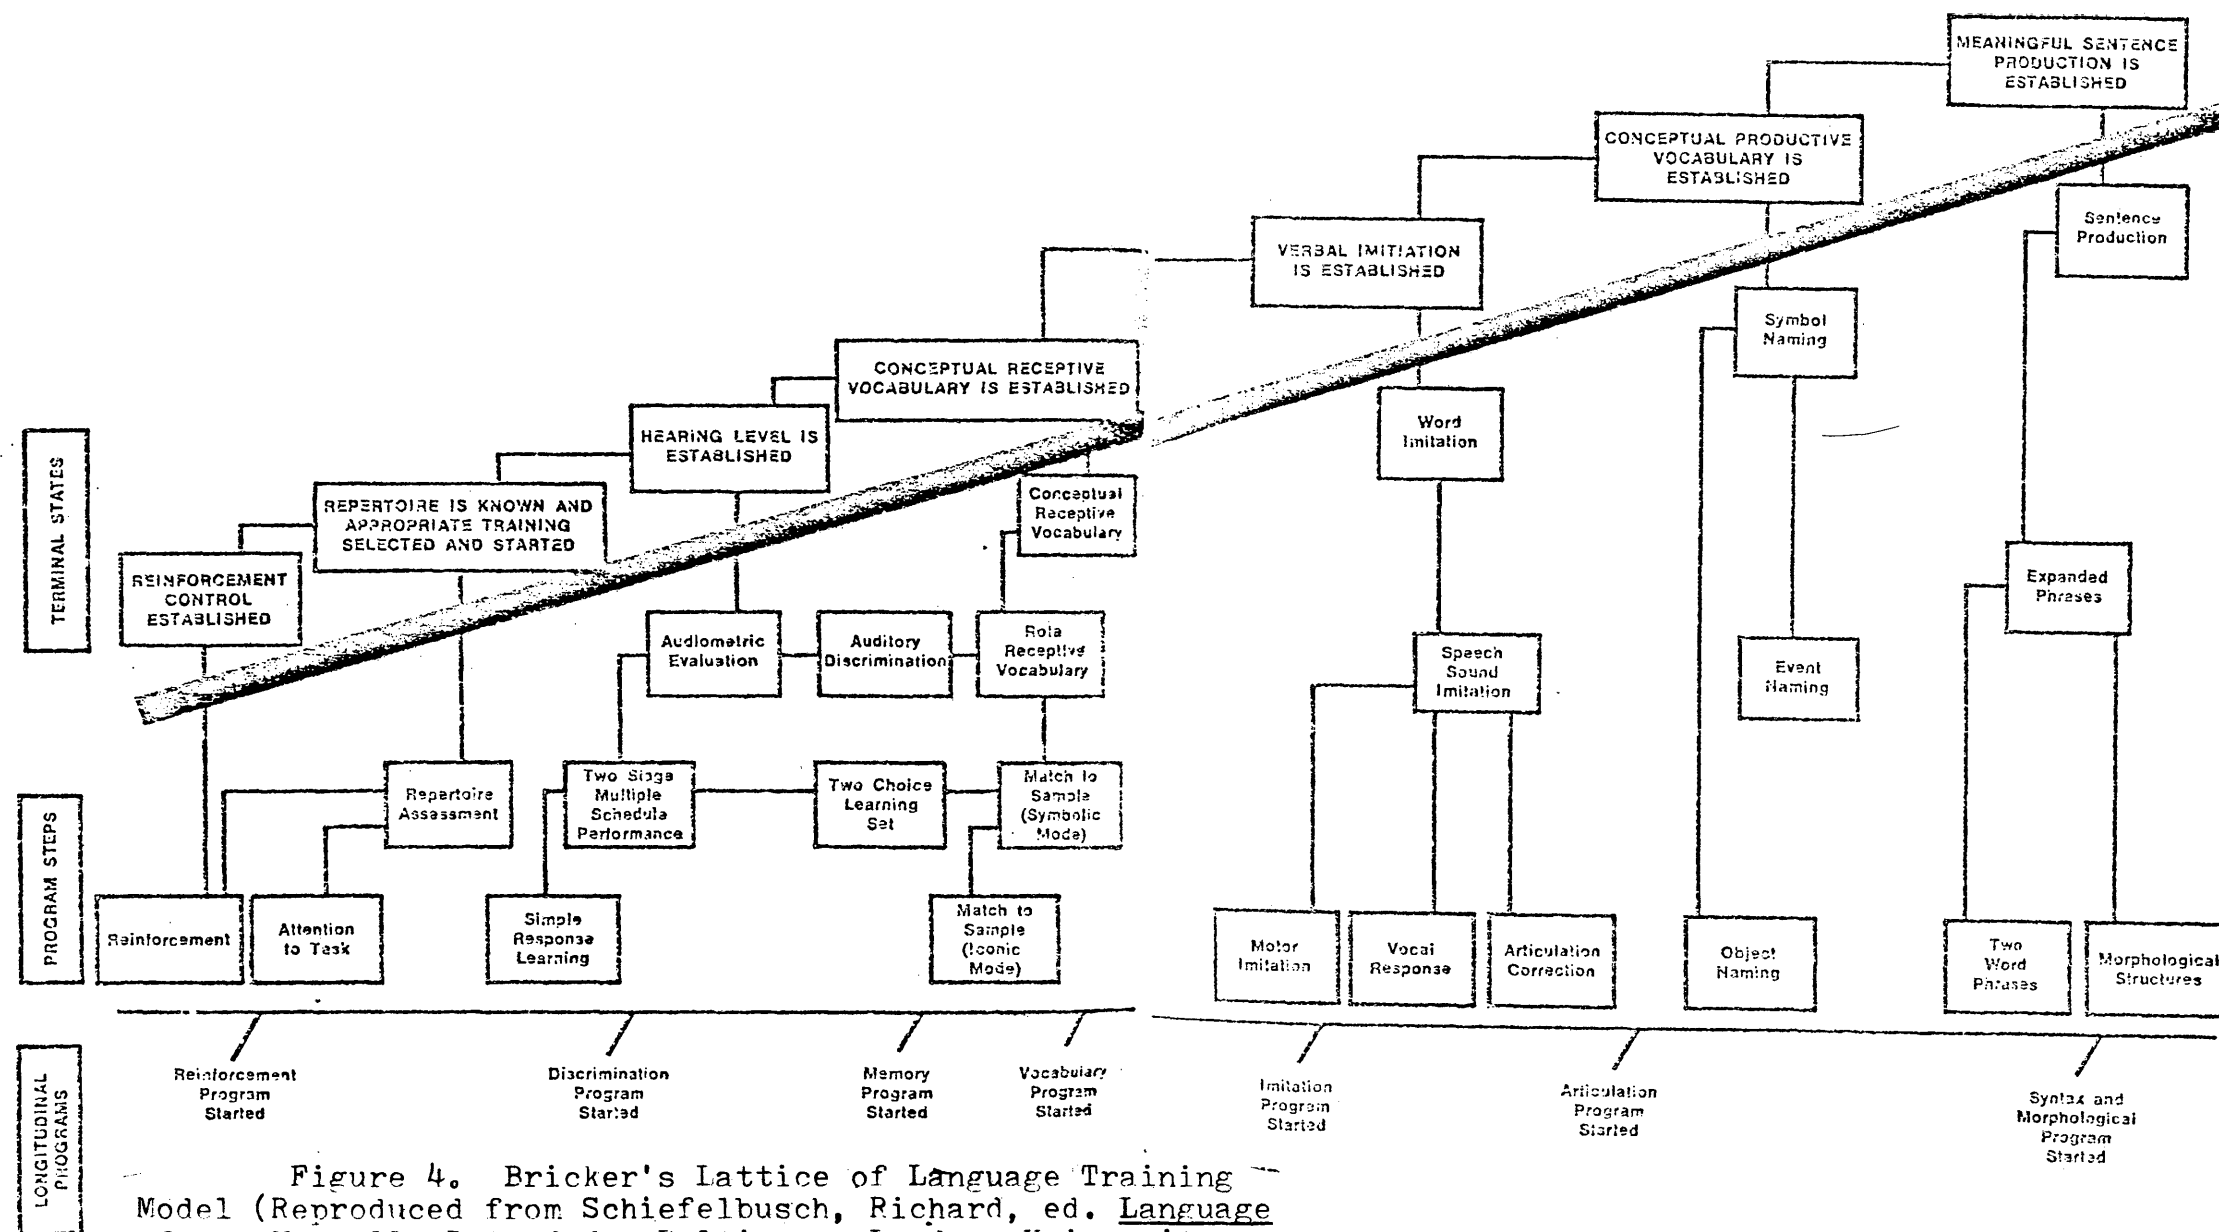 MEANINGFUL SENTENCE
PRODUCTION IS
ESTABLISHED
CONCEPTUAL PRODUCTIVE
VOCABULARY IS
ESTABLISHED
Sentence
Production
VERBAL IMITIATION
IS ESTABLISHED
Symbol
Naming
CONCEPTUAL RECEPTIVE
VOCABULARY IS ESTABLISHED
Word
Imitation
HEARING LEVEL IS
ESTABLISHED
Conceptual
Receptive
Vocabulary
REPERTOIRE IS KNOWN AND
APPROPRIATE TRAINING
SELECTED AND STARTED
REINFORCEMENT
CONTROL
ESTABLISHED
TERMINAL STATES
Expanded
Phrases
Audiometric
Evaluation
Auditory
Discrimination
Rote
Receptive
Vocabulary
Speech
Sound
Imitation
Event
Naming
Repertoire
Assessment
Two Stage
Multiple
Schedule
Performance
Two Choice
Learning
Set
Match to
Sample
(Symbolic
Mode)
PROGRAM STEPS
Reinforcement
Attention
to Task
Simple
Response
Learning
Match to
Sample
(Iconic
Mode)
Motor
Imitation
Vocal
Response
Articulation
Correction
Object
Naming
Two
Word
Phrases
Morphological
Structures
LONGITUDINAL
PROGRAMS
Reinforcement
Program
Started
Discrimination
Program
Started
Memory
Program
Started
Vocabulary
Program
Started
Imitation
Program
Started
Articulation
Program
Started
Syntax and
Morphological
Program
Started
Figure 4. Bricker's Lattice of Language Training
Model (Reproduced from Schiefelbusch, Richard, ed. Language